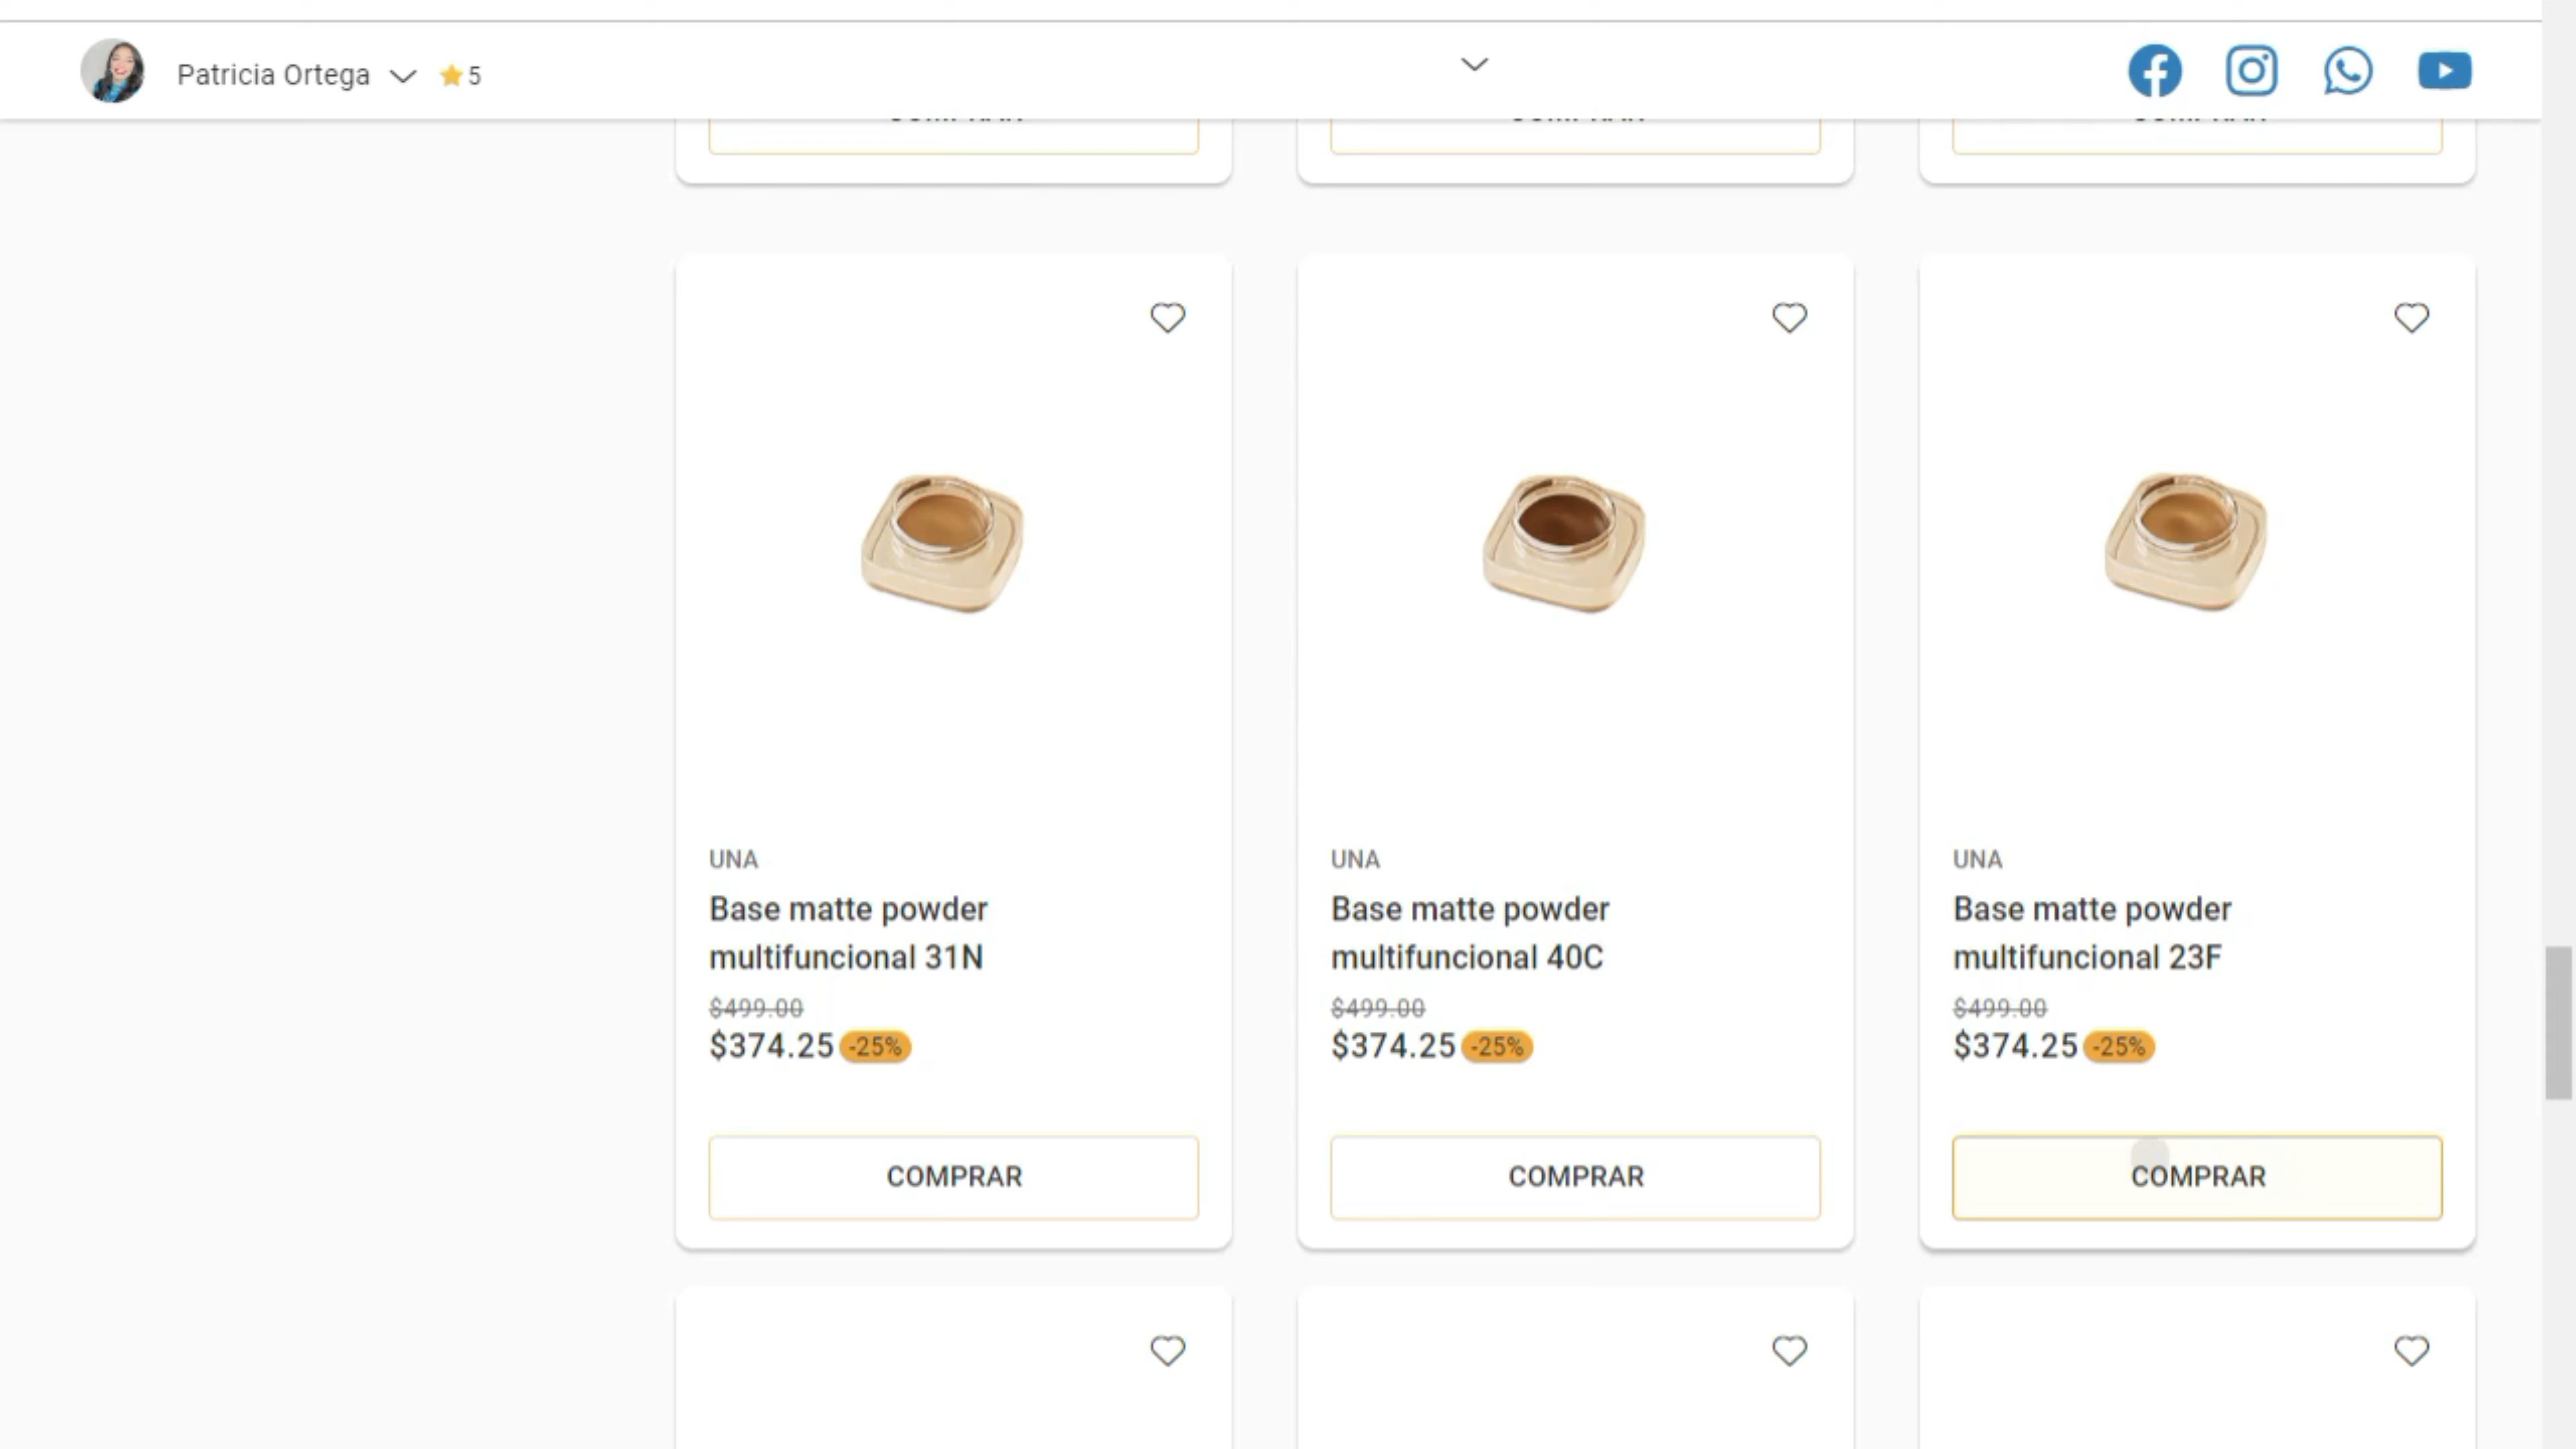 Patricia Ortega 5
UNA
Base matte powder
multifuncional 31N
$499.00
$374.25 -25%
COMPRAR
UNA
Base matte powder
multifuncional 40C
$499.00
$374.25 -25%
COMPRAR
UNA
Base matte powder
multifuncional 23F
$499.00
$374.25 -25%
COMPRAR